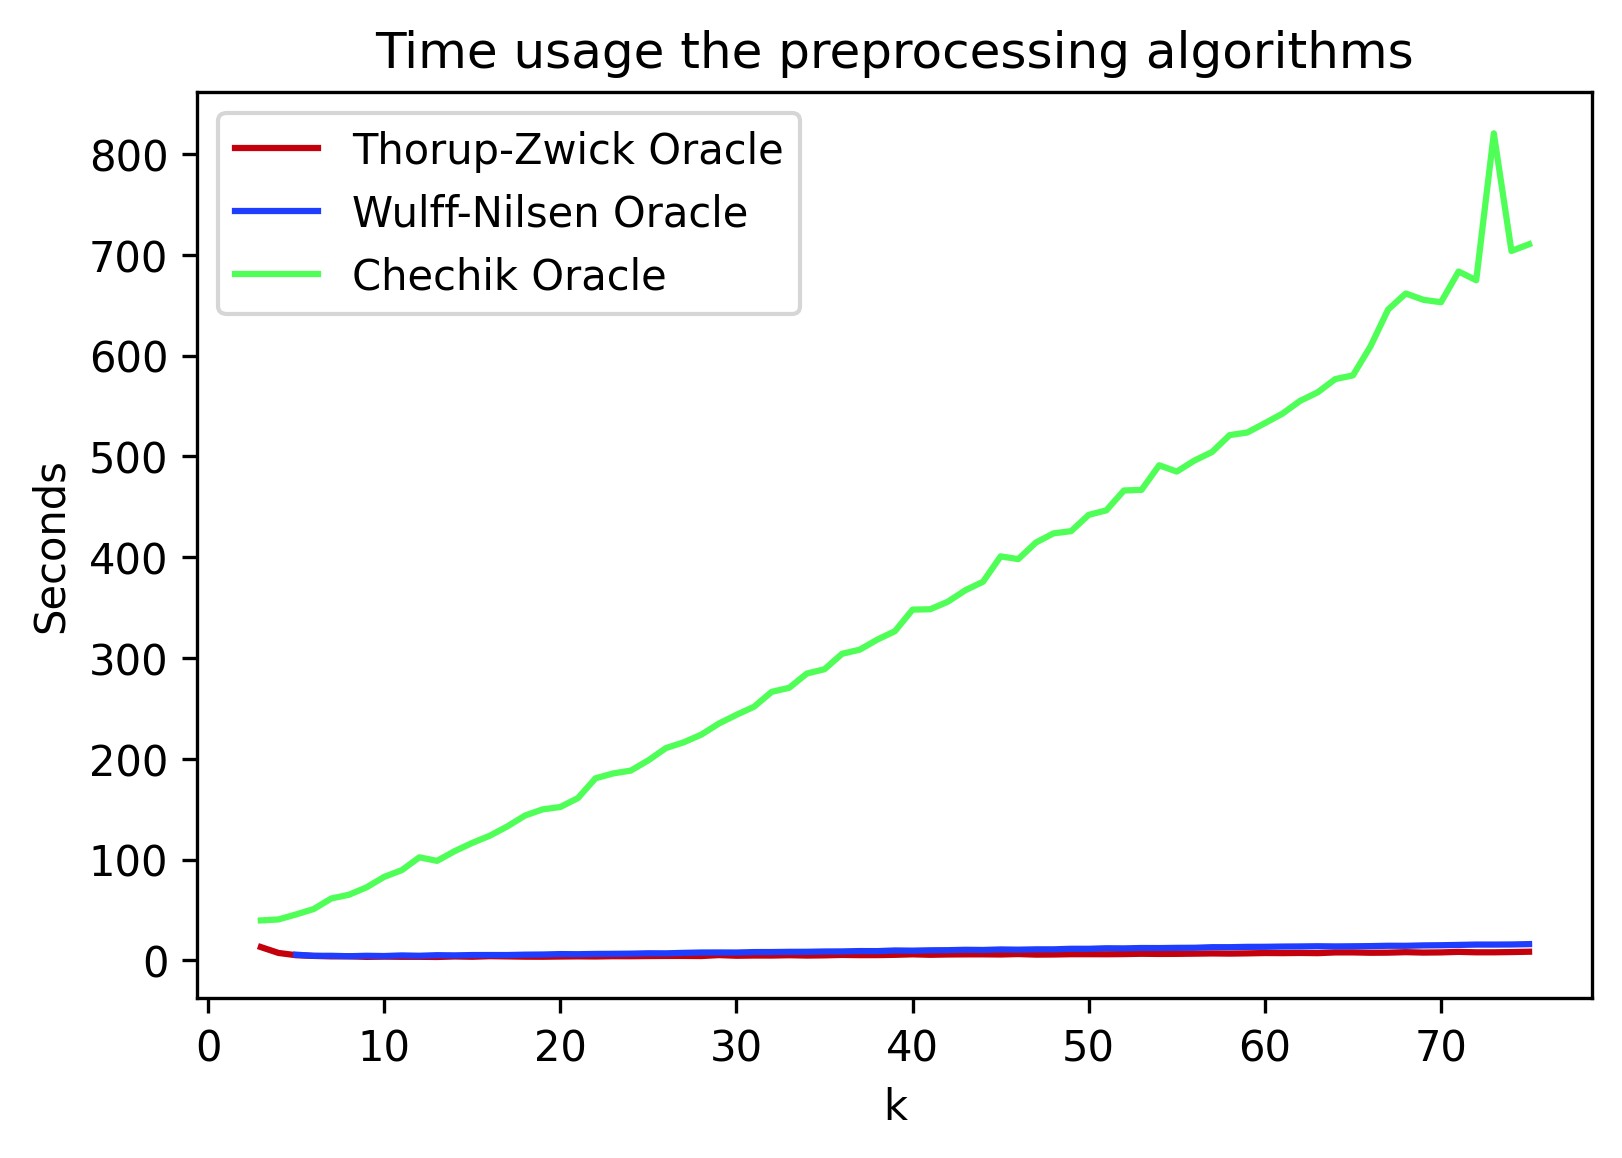 Time usage the preprocessing algorithms
Thorup-Zwick Oracle
Wulff-Nilsen Oracle
Chechik Oracle
800
700
600
500
400
300
200
100
0
Seconds
0 10 20 30 40 50 60 70
k